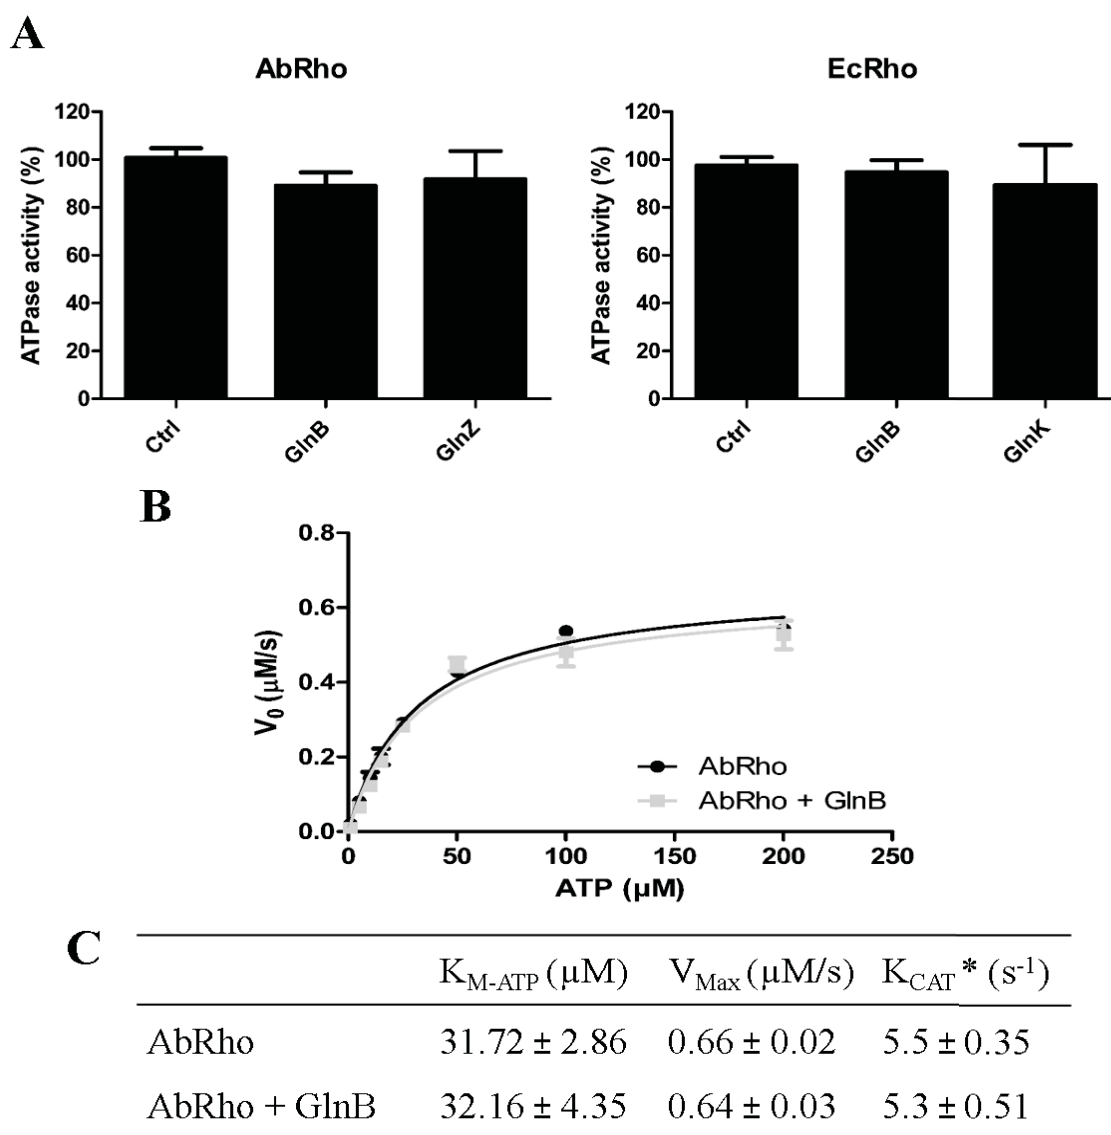 A
AbRho
EcRho
ATPase activity (%)
120
100
80
60
40
20
0
Ctrl
GlnB
GlnZ
ATPase activity (%)
120
100
80
60
40
20
0
Ctrl
GlnB
GlnK
B
V0 (µM/s)
0.8
0.6
0.4
0.2
0.0
0 50 100 150 200 250
ATP (µM)
AbRho
AbRho + GlnB
C
KM-ATP (µM) VMax (µM/s) KCAT * (s-1)
AbRho 31.72 ± 2.86 0.66 ± 0.02 5.5 ± 0.35
AbRho + GlnB 32.16 ± 4.35 0.64 ± 0.03 5.3 ± 0.51